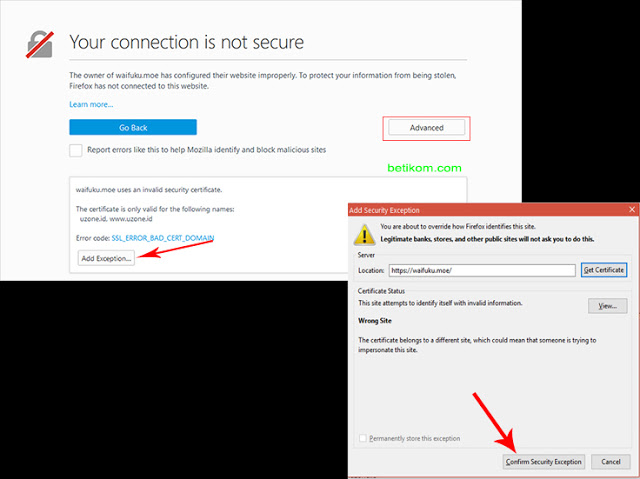 Your connection is not secure
The owner of waifuku.moe has configured their website improperly. To protect your information from being stolen,
Firefox has not connected to this website.
Learn more...
Go Back
Advanced
Report errors like this to help Mozilla identify and block malicious sites
betikom.com
waifuku.moe uses an invalid security certificate.
The certificate is only valid for the following names:
uzone.id, www.uzone.id
Error code: SSL_ERROR_BAD_CERT_DOMAIN
Add Exception...
Add Security Exception
You are about to override how Firefox identifies this site.
Legitimate banks, stores, and other public sites will not ask you to do this.
Server
Location:
https://waifuku.moe/
Get Certificate
Certificate Status
This site attempts to identify itself with invalid information.
View...
Wrong Site
The certificate belongs to a different site, which could mean that someone is trying to
impersonate this site.
Permanently store this exception
Confirm Security Exception
Cancel